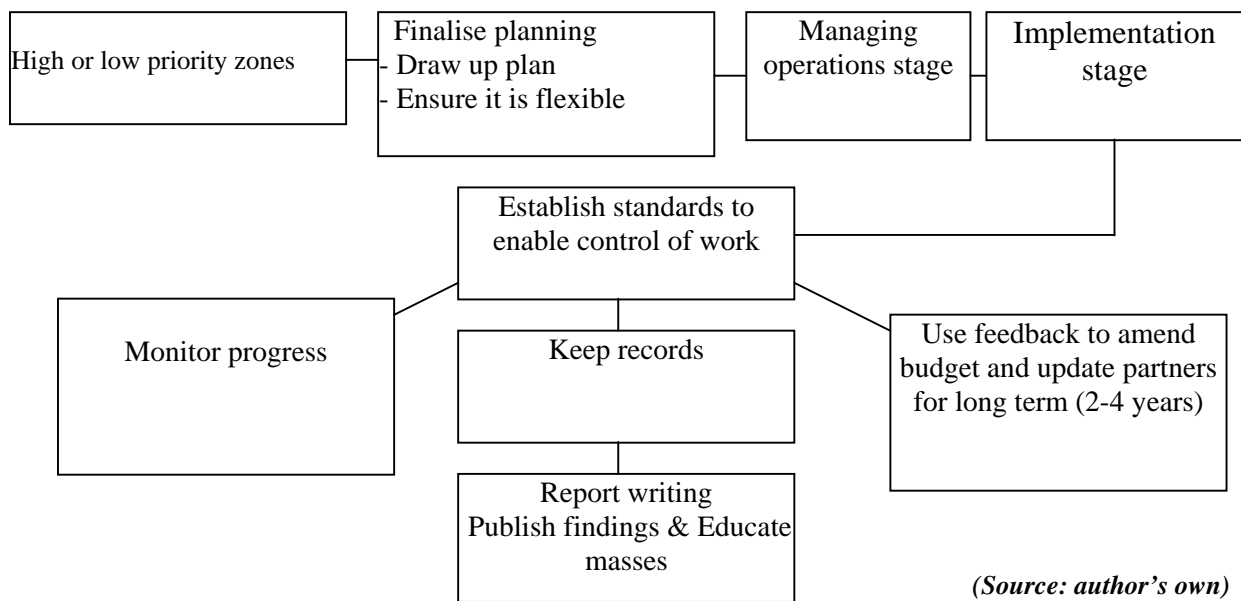 High or low priority zones
Finalise planning
- Draw up plan
- Ensure it is flexible
Managing
operations stage
Implementation
stage
Establish standards to
enable control of work
Monitor progress
Keep records
Use feedback to amend
budget and update partners
for long term (2-4 years)
Report writing
Publish findings & Educate
masses
(Source: author's own)